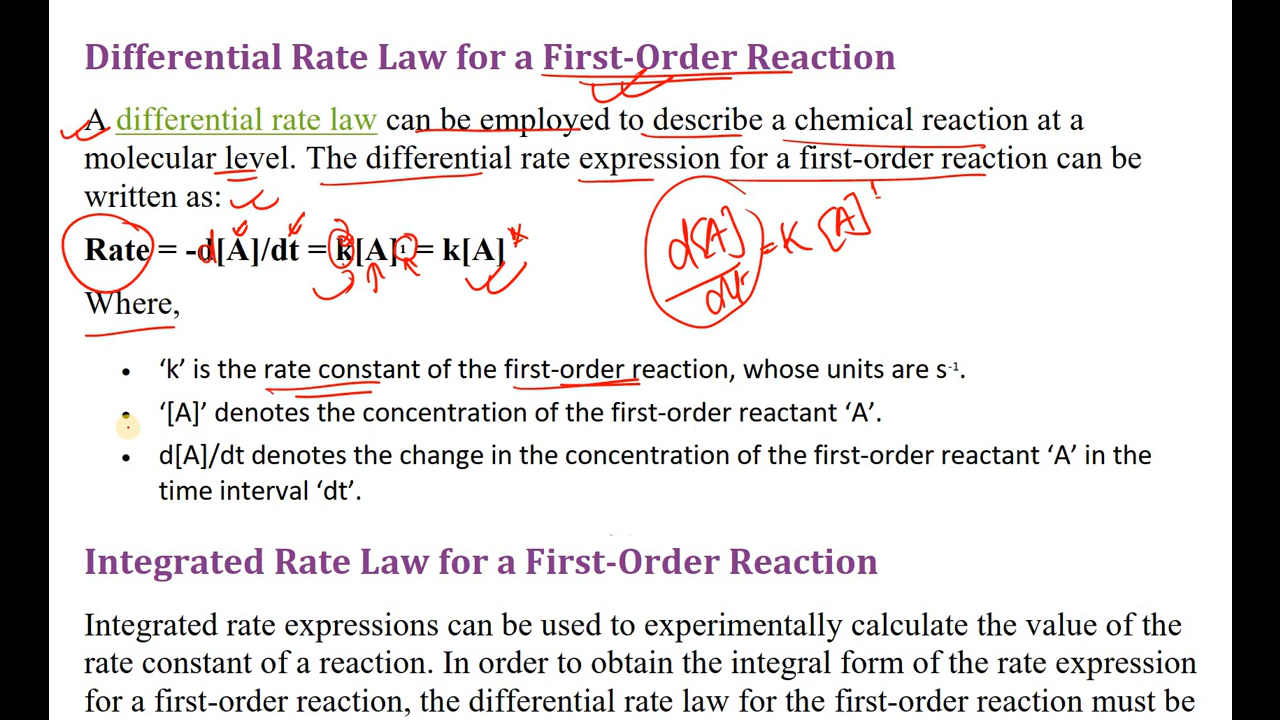 Differential Rate Law for a First-Order Reaction
A differential rate law can be employed to describe a chemical reaction at a
molecular level. The differential rate expression for a first-order reaction can be
written as:
Rate = -d[A]/dt = k[A]¹ = k[A]
d[A]/dt = K [A]¹
Where,
• ‘k’ is the rate constant of the first-order reaction, whose units are s⁻¹.
• ‘[A]’ denotes the concentration of the first-order reactant ‘A’.
• d[A]/dt denotes the change in the concentration of the first-order reactant ‘A’ in the
time interval ‘dt’.
Integrated Rate Law for a First-Order Reaction
Integrated rate expressions can be used to experimentally calculate the value of the
rate constant of a reaction. In order to obtain the integral form of the rate expression
for a first-order reaction, the differential rate law for the first-order reaction must be